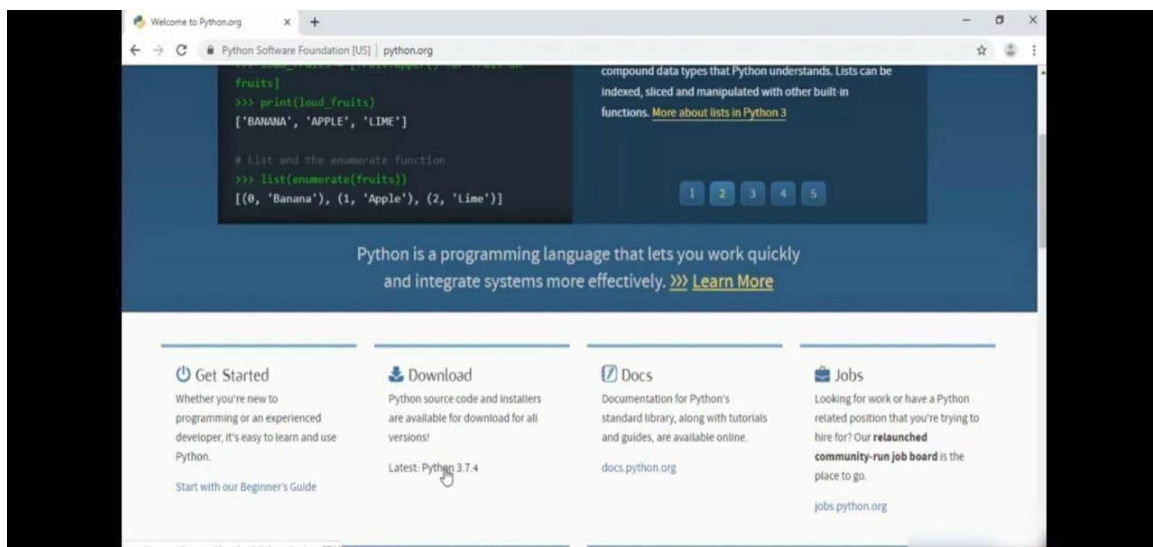 Welcome to Python.org
Python Software Foundation [US] | python.org
fruits]
>>> print(loud_fruits)
['BANANA', 'APPLE', 'LIME']
# List and the enumerate function
>>> list(enumerate(fruits))
[(0, 'Banana'), (1, 'Apple'), (2, 'Lime')]
compound data types that Python understands. Lists can be
indexed, sliced and manipulated with other built-in
functions. More about lists in Python 3
1 2 3 4 5
Python is a programming language that lets you work quickly
and integrate systems more effectively. >>> Learn More
Get Started
Whether you're new to
programming or an experienced
developer, it's easy to learn and use
Python.
Start with our Beginner's Guide
Download
Python source code and installers
are available for download for all
versions!
Latest: Python 3.7.4
Docs
Documentation for Python's
standard library, along with tutorials
and guides, are available online.
docs.python.org
Jobs
Looking for work or have a Python
related position that you're trying to
hire for? Our relaunched
community-run job board is the
place to go.
jobs.python.org